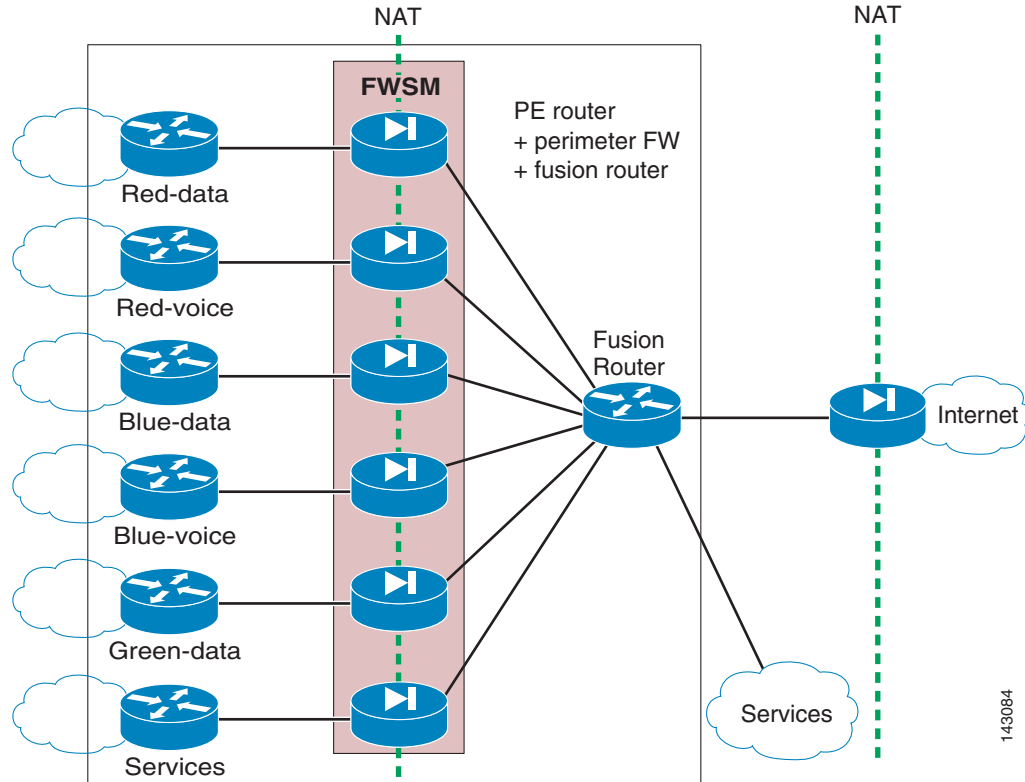 NAT
NAT
FWSM
PE router
+ perimeter FW
+ fusion router
Red-data
Red-voice
Fusion
Router
Blue-data
Internet
Blue-voice
Green-data
Services
Services
143084